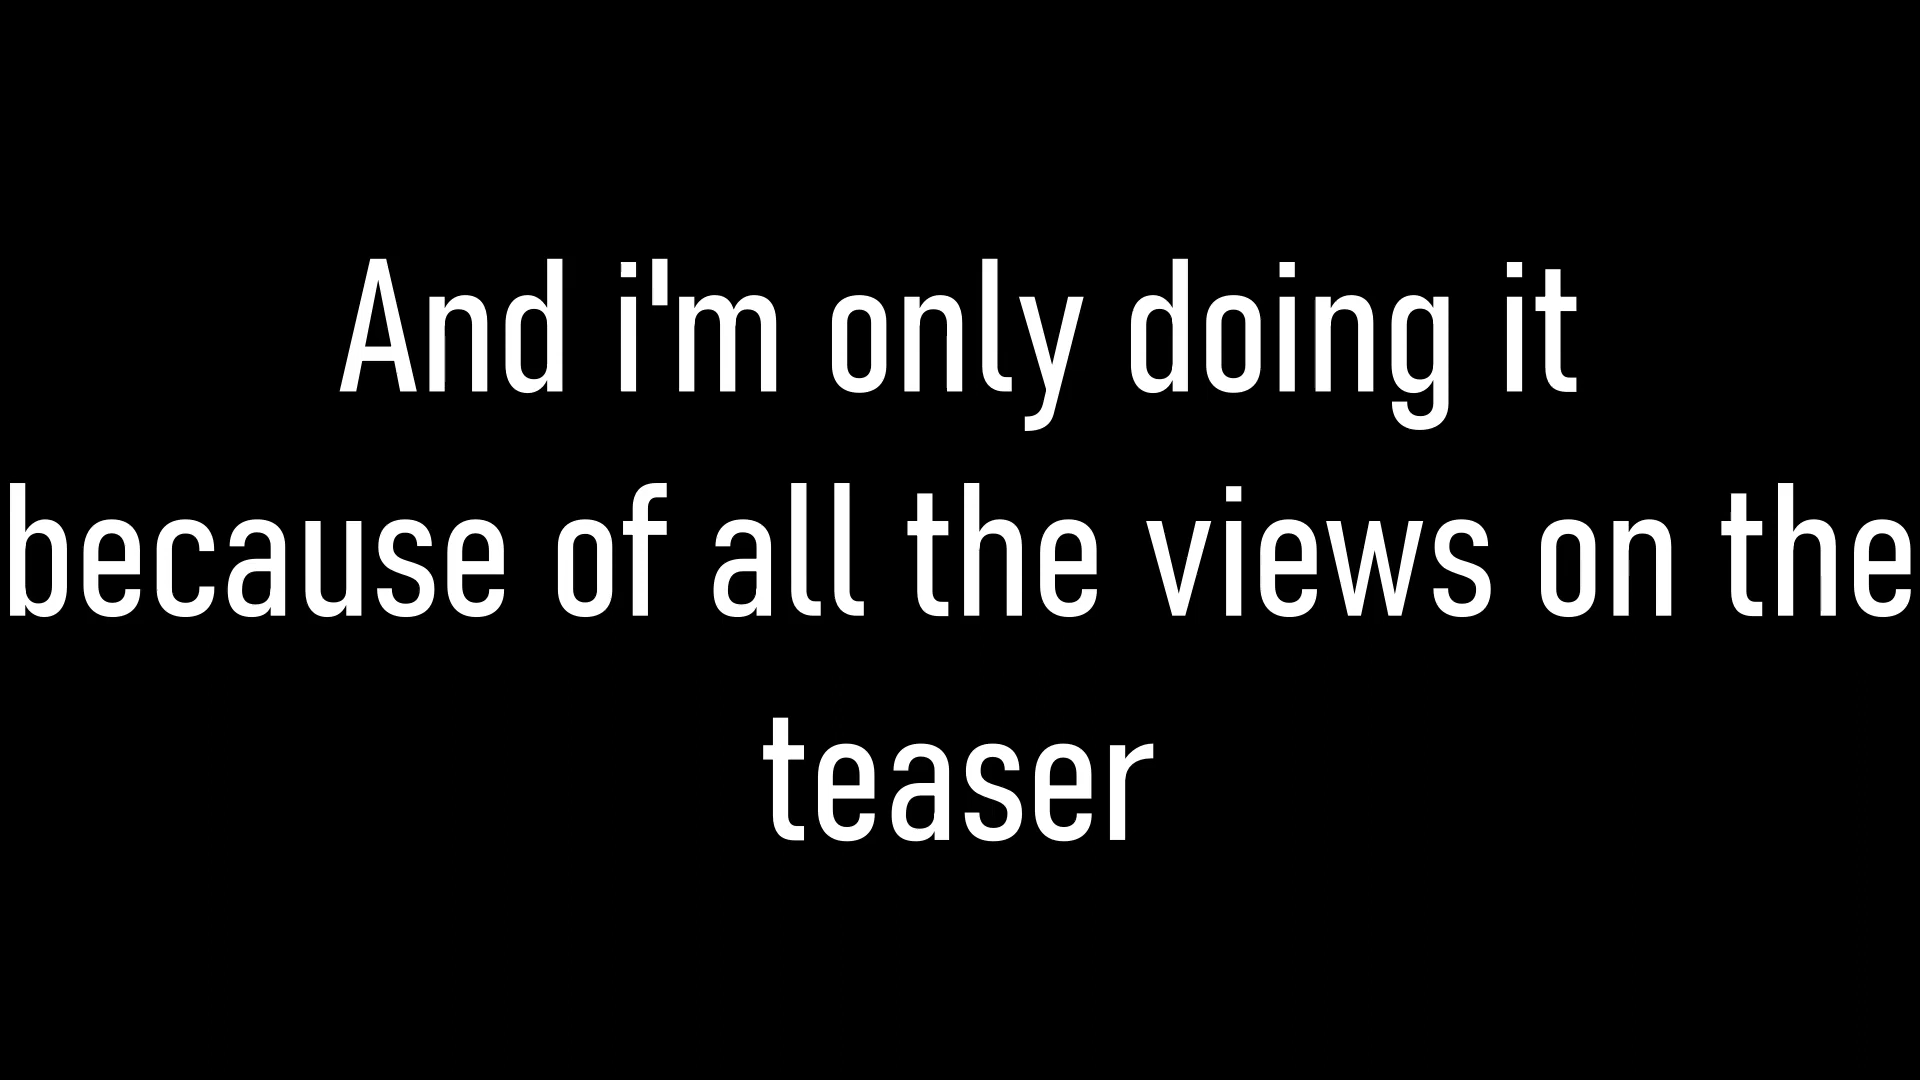 And i'm only doing it
because of all the views on the
teaser